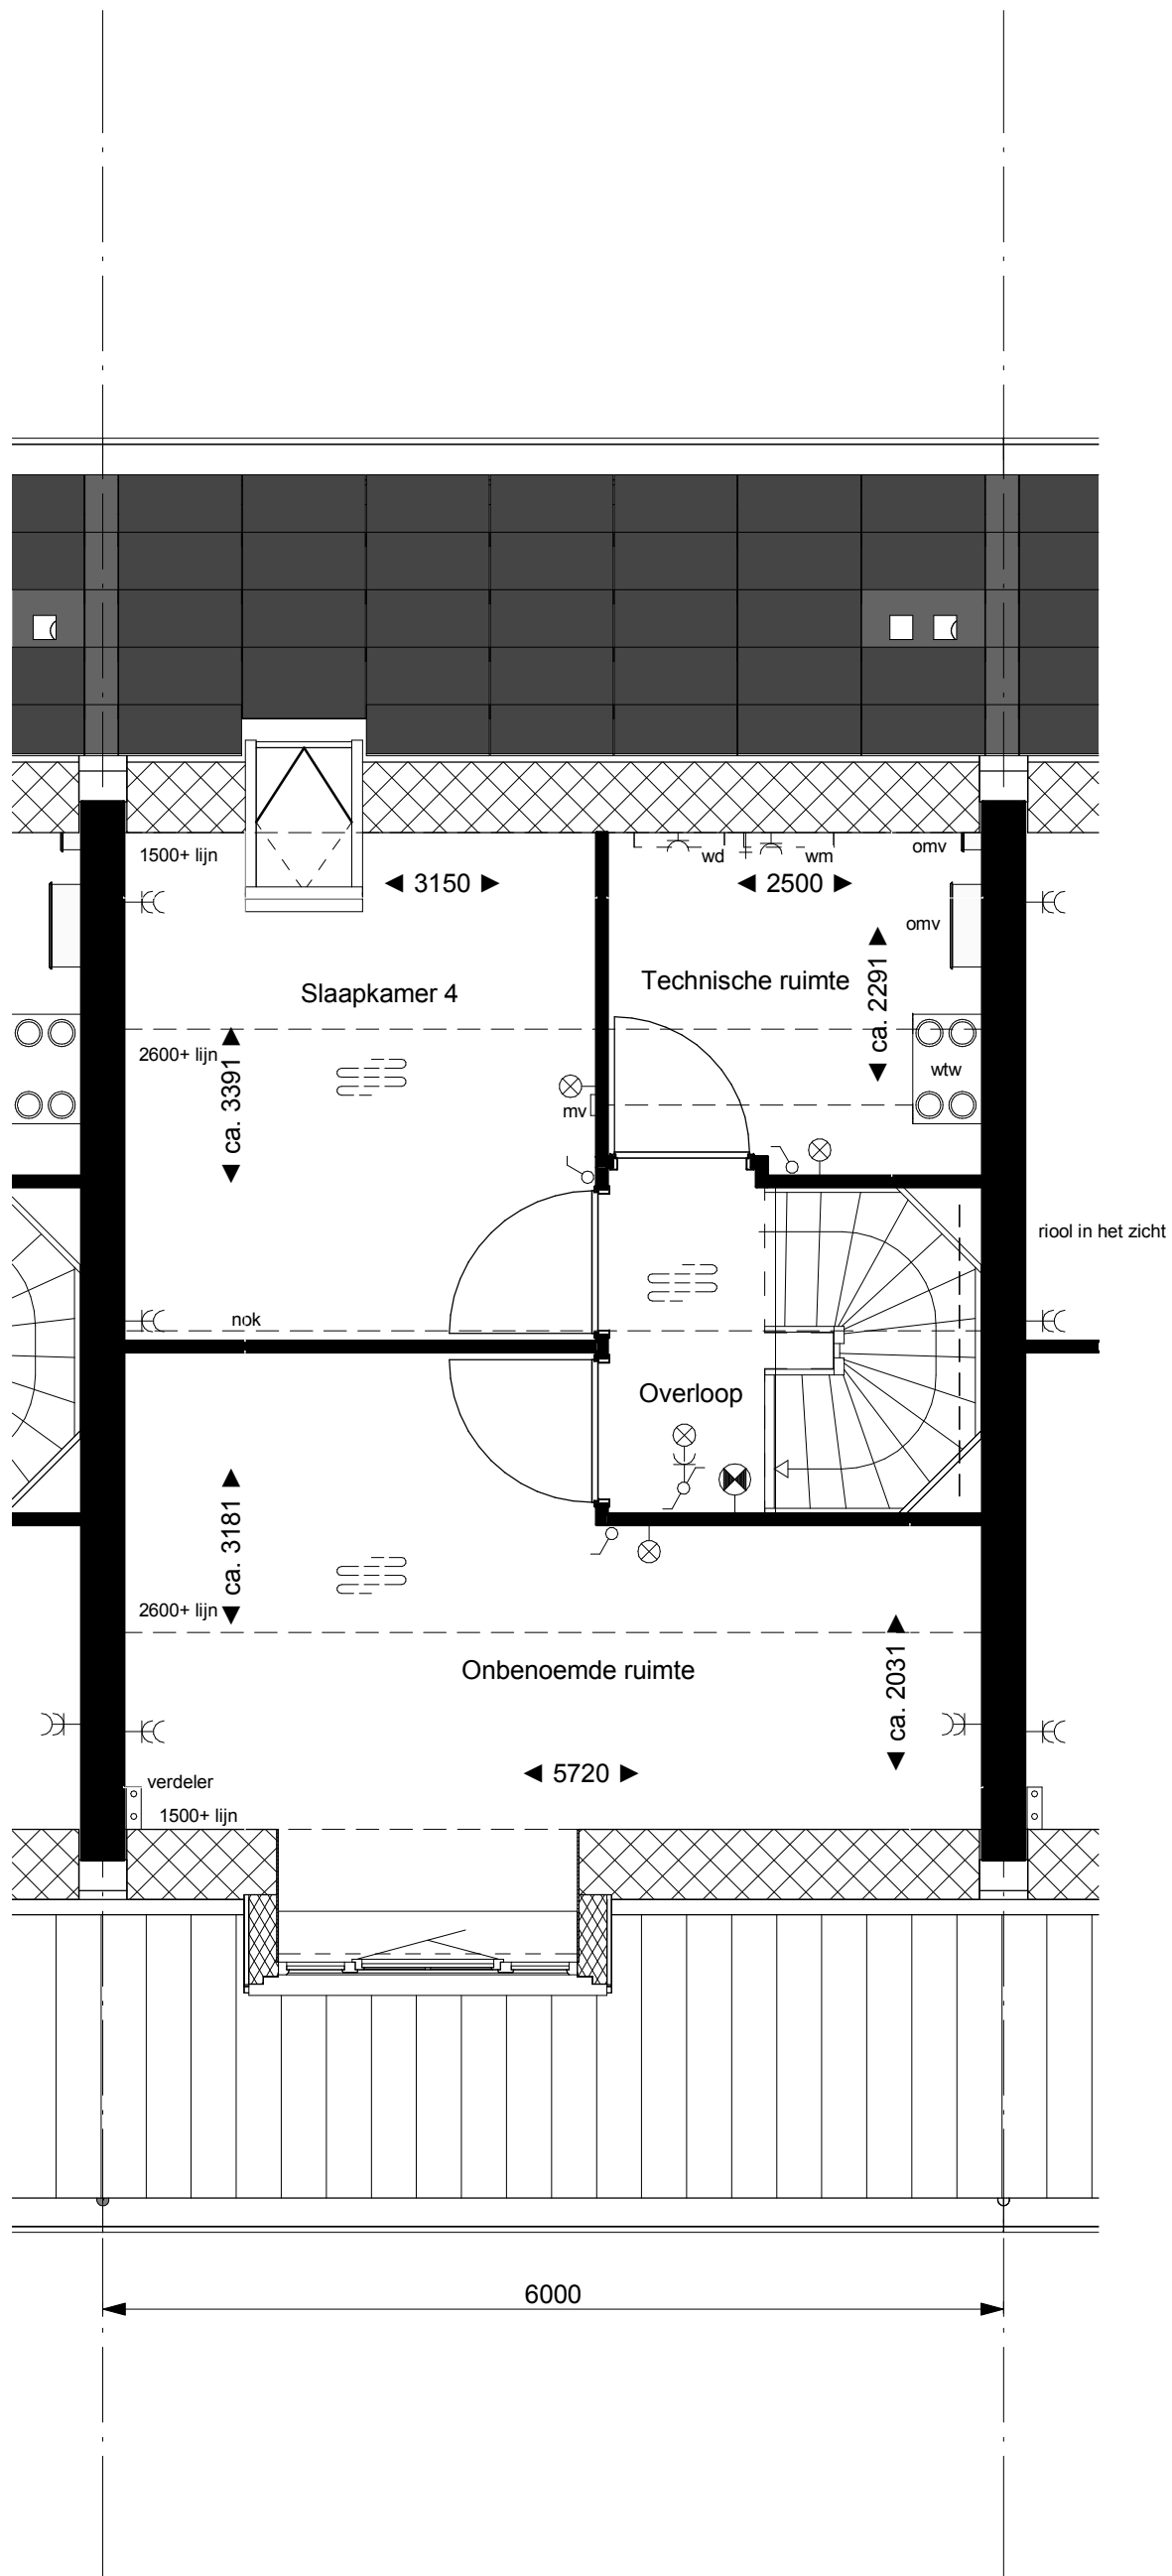 1500+ lijn
3150
wd
wm
2500
omv
omv
Slaapkamer 4
Technische ruimte
ca. 2291
2600+ lijn
ca. 3391
wtw
mv
riool in het zicht
nok
Overloop
ca. 3181
2600+ lijn
Onbenoemde ruimte
ca. 2031
5720
verdeler
1500+ lijn
6000